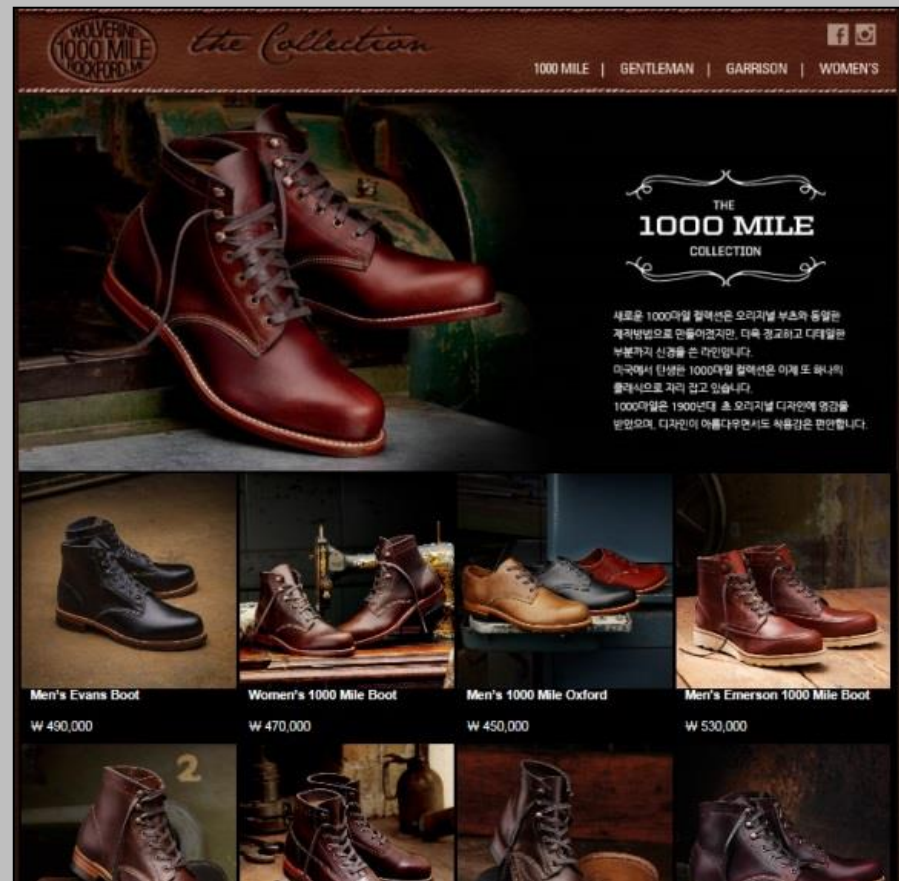 WOLVERINE
1000 MILE
ROCKFORD, MI
the Collection
1000 MILE | GENTLEMAN | GARRISON | WOMEN'S
THE
1000 MILE
COLLECTION
새로운 1000마일 컬렉션은 오리지널 부츠와 동일한
제작방법으로 만들어졌지만, 더욱 정교하고 디테일한
부분까지 신경을 쓴 라인입니다.
미국에서 탄생한 1000마일 컬렉션은 이제 또 하나의
클래식으로 자리 잡고 있습니다.
1000마일은 1900년대 초 오리지널 디자인에 영감을
받았으며, 디자인이 아름다우면서도 착용감은 편안합니다.
Men's Evans Boot
Women's 1000 Mile Boot
Men's 1000 Mile Oxford
Men's Emerson 1000 Mile Boot
₩ 490,000
₩ 470,000
₩ 450,000
₩ 530,000
2